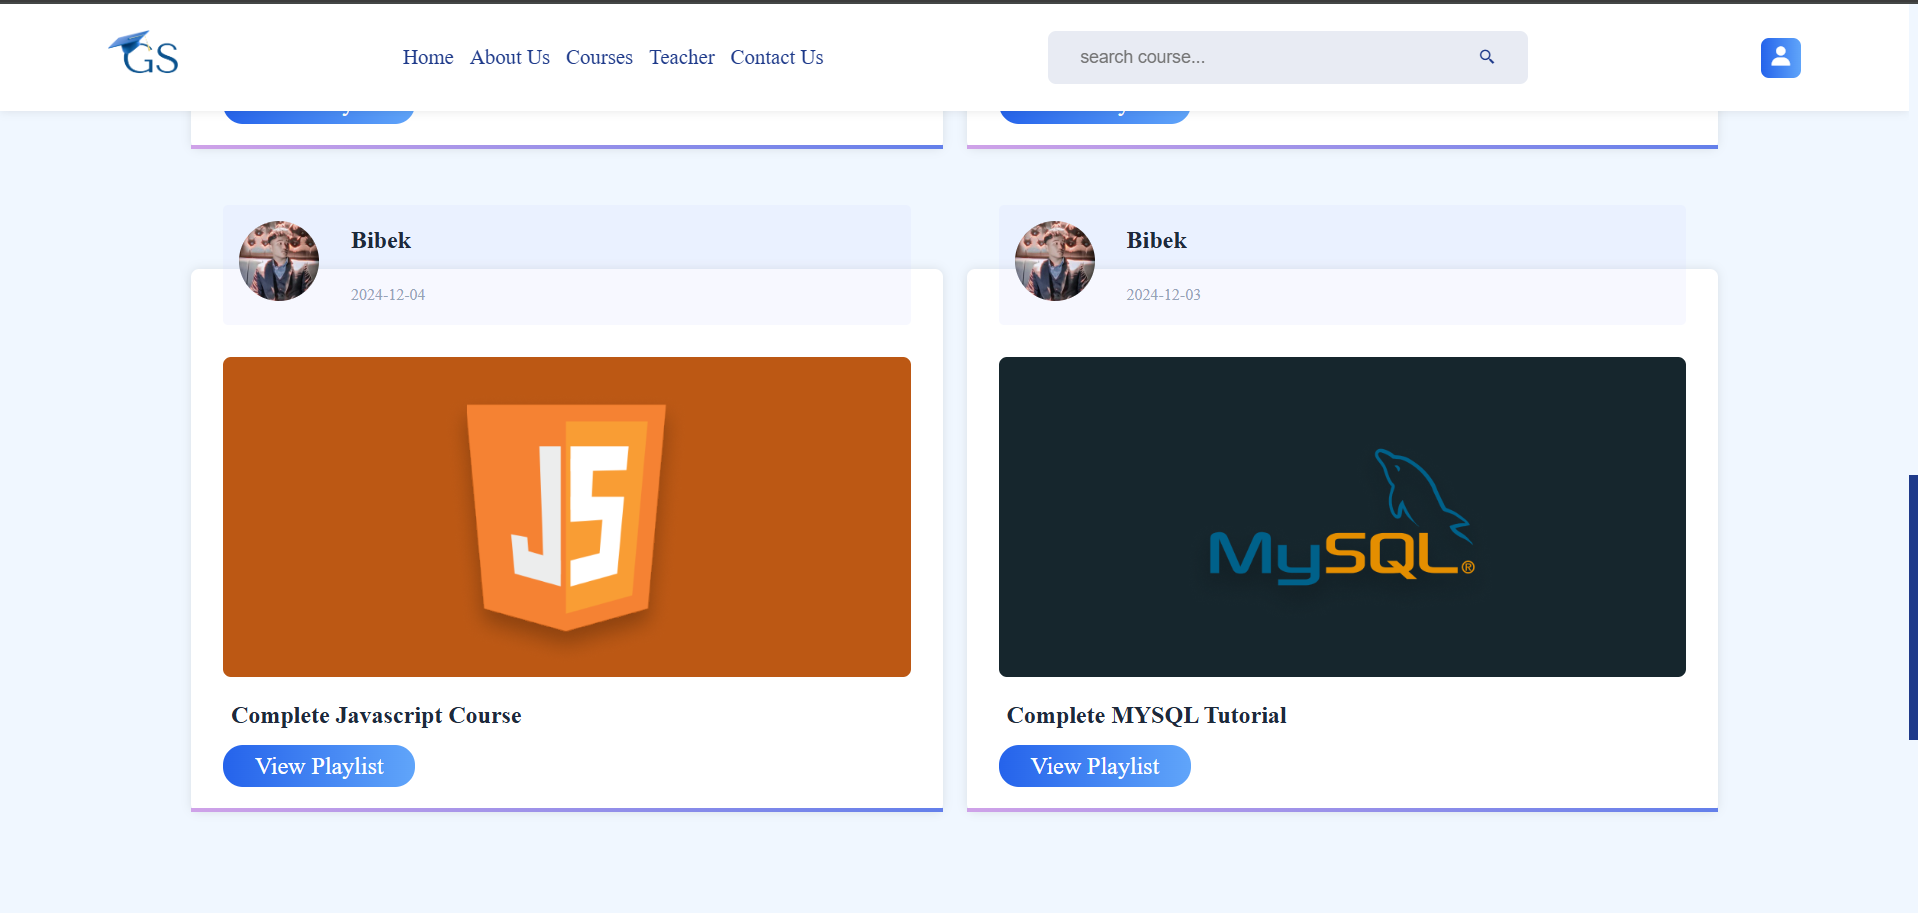 GS
Home About Us Courses Teacher Contact Us
search course...
Bibek
2024-12-04
Bibek
2024-12-03
JS
MySQL®
Complete Javascript Course
Complete MYSQL Tutorial
View Playlist
View Playlist